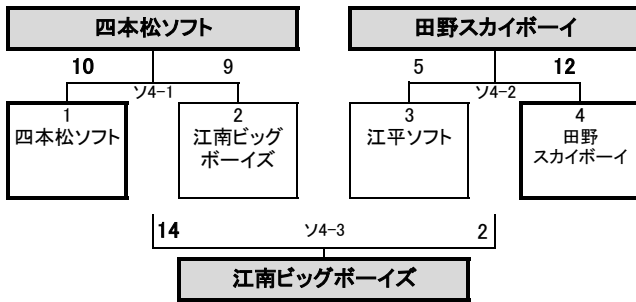 四本松ソフト 田野スカイボーイ
10 9 5 12
ソ4-1 ソ4-2
1 2 3 4
四本松ソフト 江南ビッグ 江平ソフト 田野
ボーイズ スカイボーイ
14 ソ4-3 2
江南ビッグボーイズ